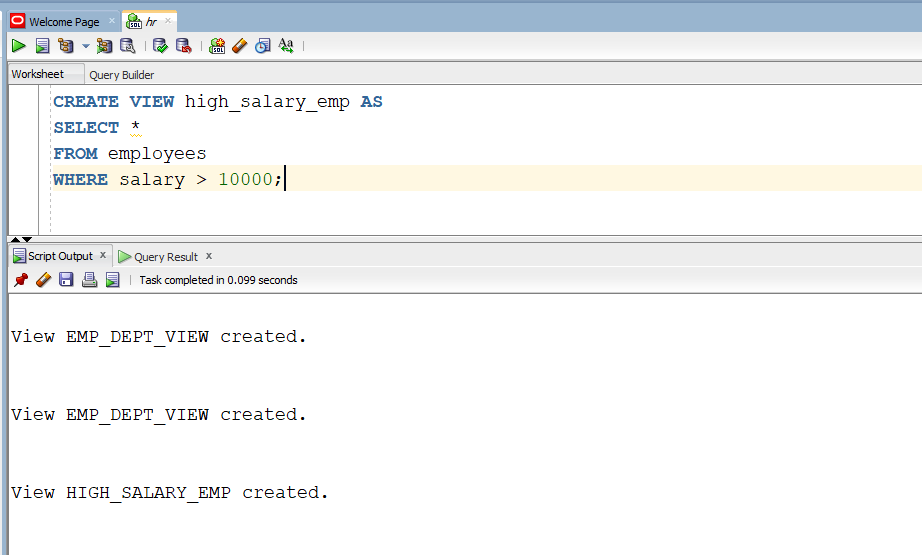 Welcome Page
hr
Worksheet Query Builder
CREATE VIEW high_salary_emp AS
SELECT *
FROM employees
WHERE salary > 10000;
Script Output x Query Result x
Task completed in 0.099 seconds
View EMP_DEPT_VIEW created.
View EMP_DEPT_VIEW created.
View HIGH_SALARY_EMP created.